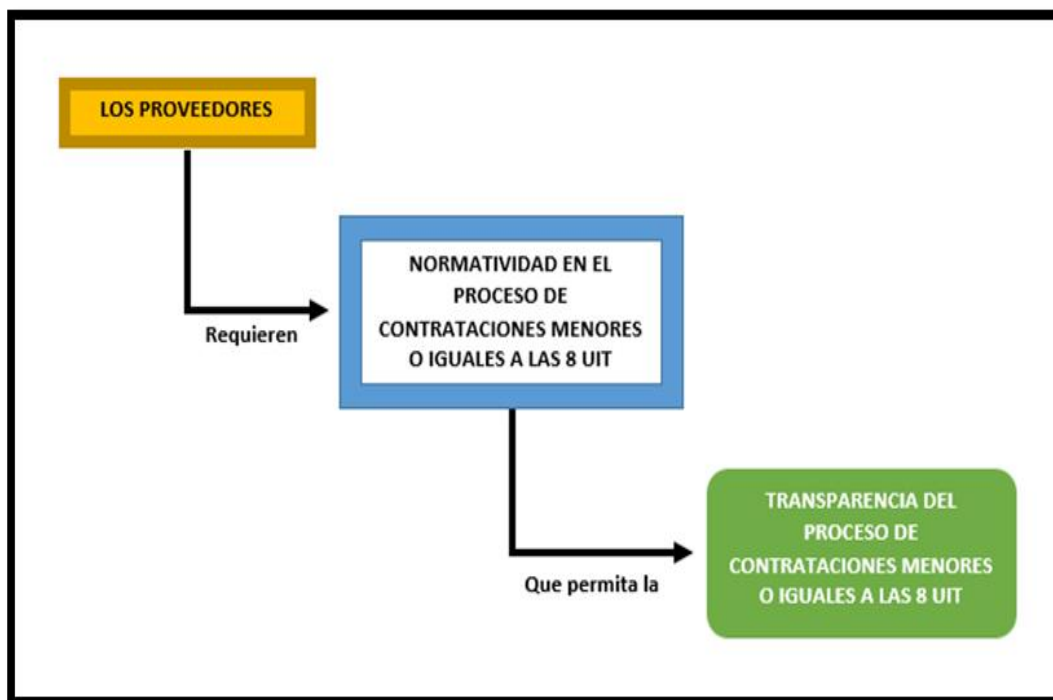 LOS PROVEEDORES
Requieren
NORMATIVIDAD EN EL
PROCESO DE
CONTRATACIONES MENORES
O IGUALES A LAS 8 UIT
Que permita la
TRANSPARENCIA DEL
PROCESO DE
CONTRATACIONES MENORES
O IGUALES A LAS 8 UIT